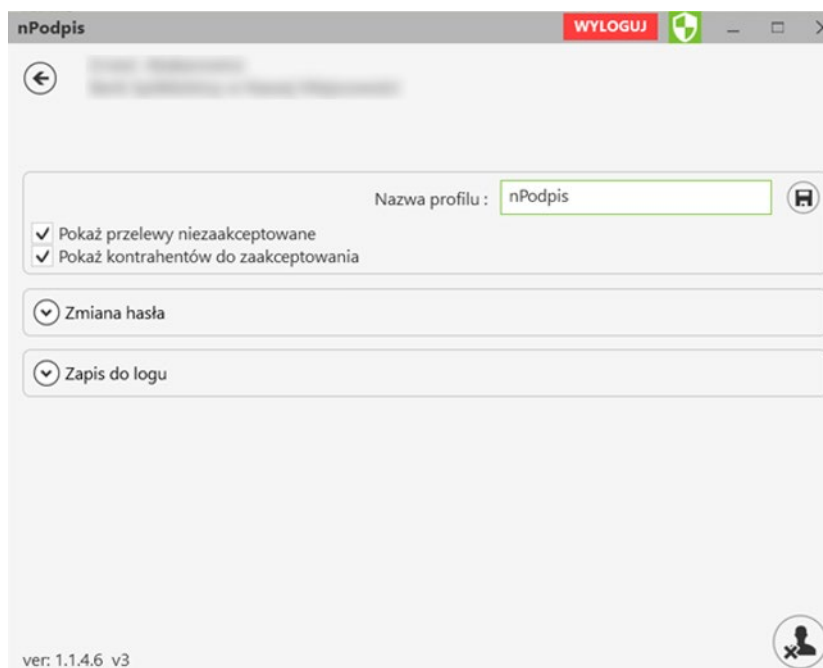 nPodpis WYLOGUJ
Nazwa profilu : nPodpis
Pokaż przelewy niezaakceptowane
Pokaż kontrahentów do zaakceptowania
Zmiana hasła
Zapis do logu
ver: 1.1.4.6 v3